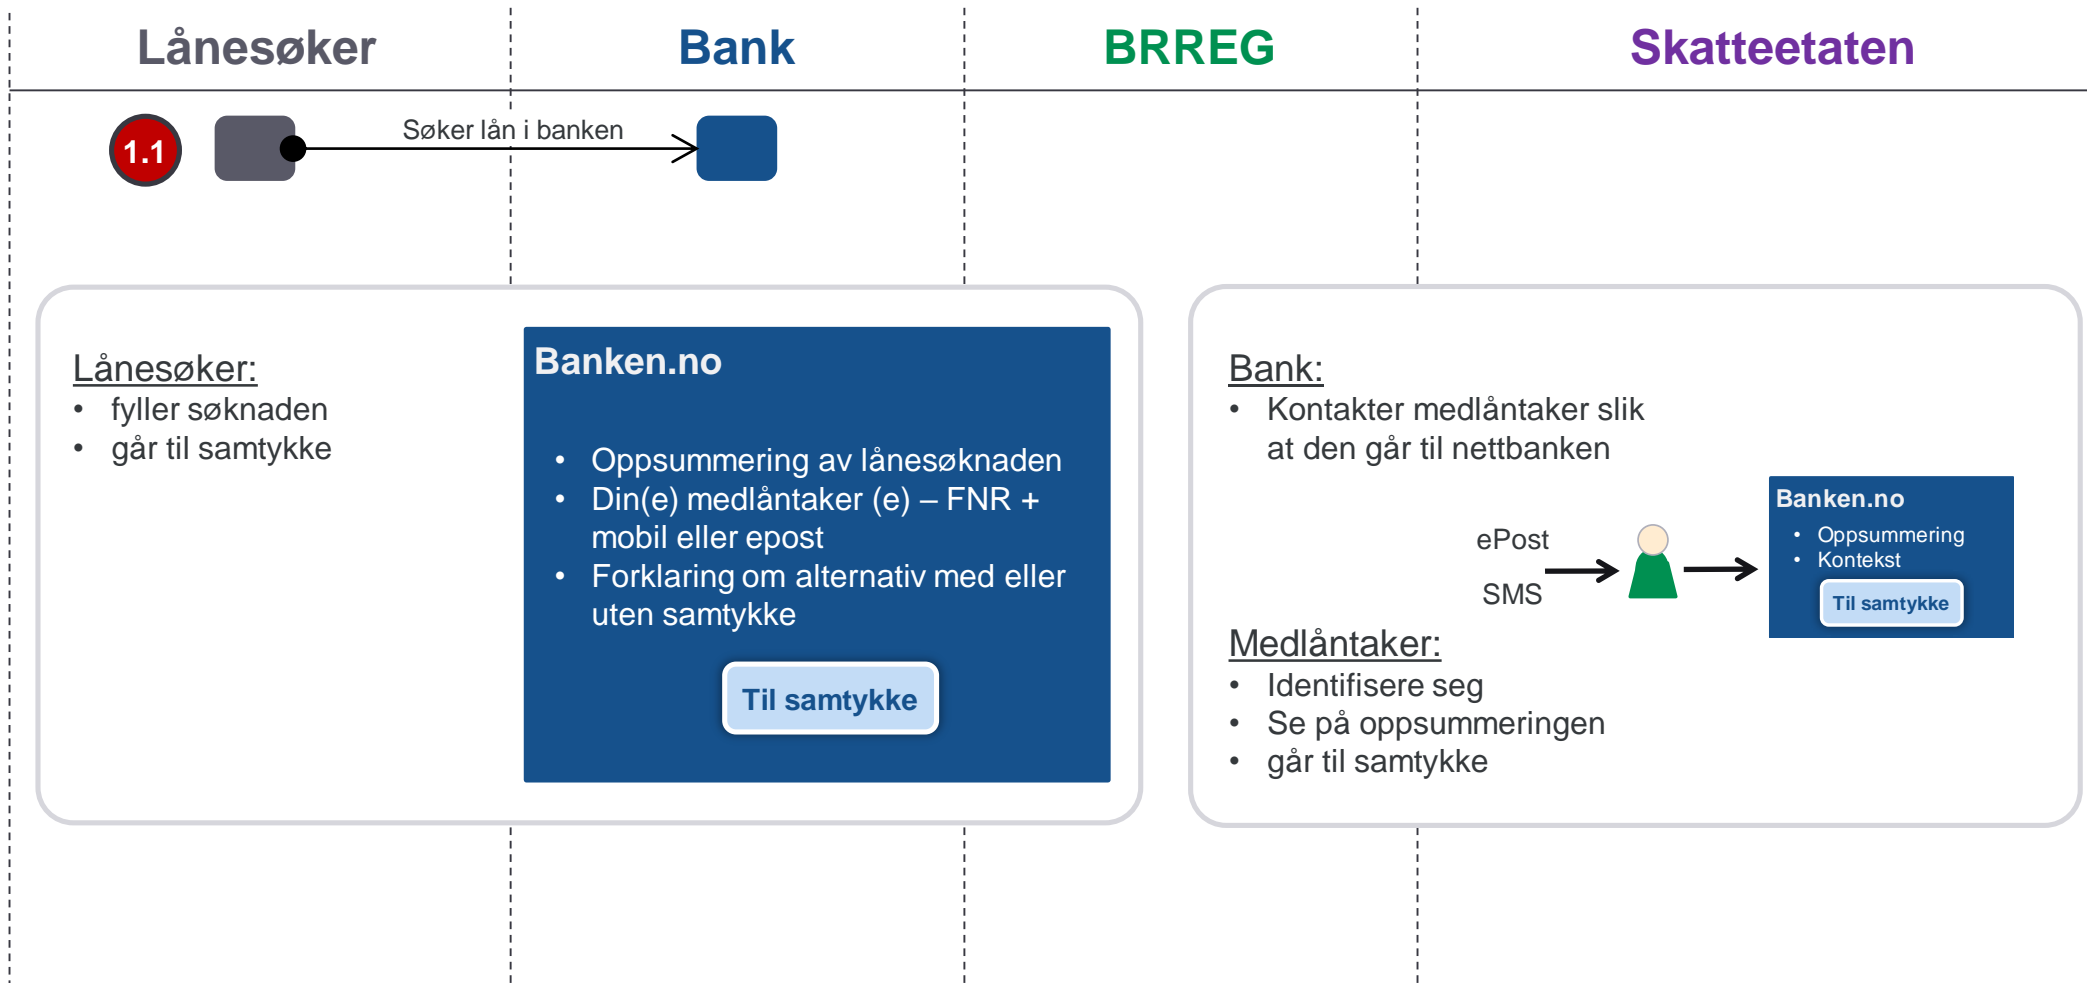 Lånesøker
Bank
BRREG
Skatteetaten
1.1
Søker lån i banken
Lånesøker:
• fyller søknaden
• går til samtykke
Banken.no
• Oppsummering av lånesøknaden
• Din(e) medlåntaker (e) – FNR +
mobil eller epost
• Forklaring om alternativ med eller
uten samtykke
Til samtykke
Bank:
• Kontakter medlåntaker slik
at den går til nettbanken
ePost
SMS
Banken.no
• Oppsummering
• Kontekst
Til samtykke
Medlåntaker:
• Identifisere seg
• Se på oppsummeringen
• går til samtykke